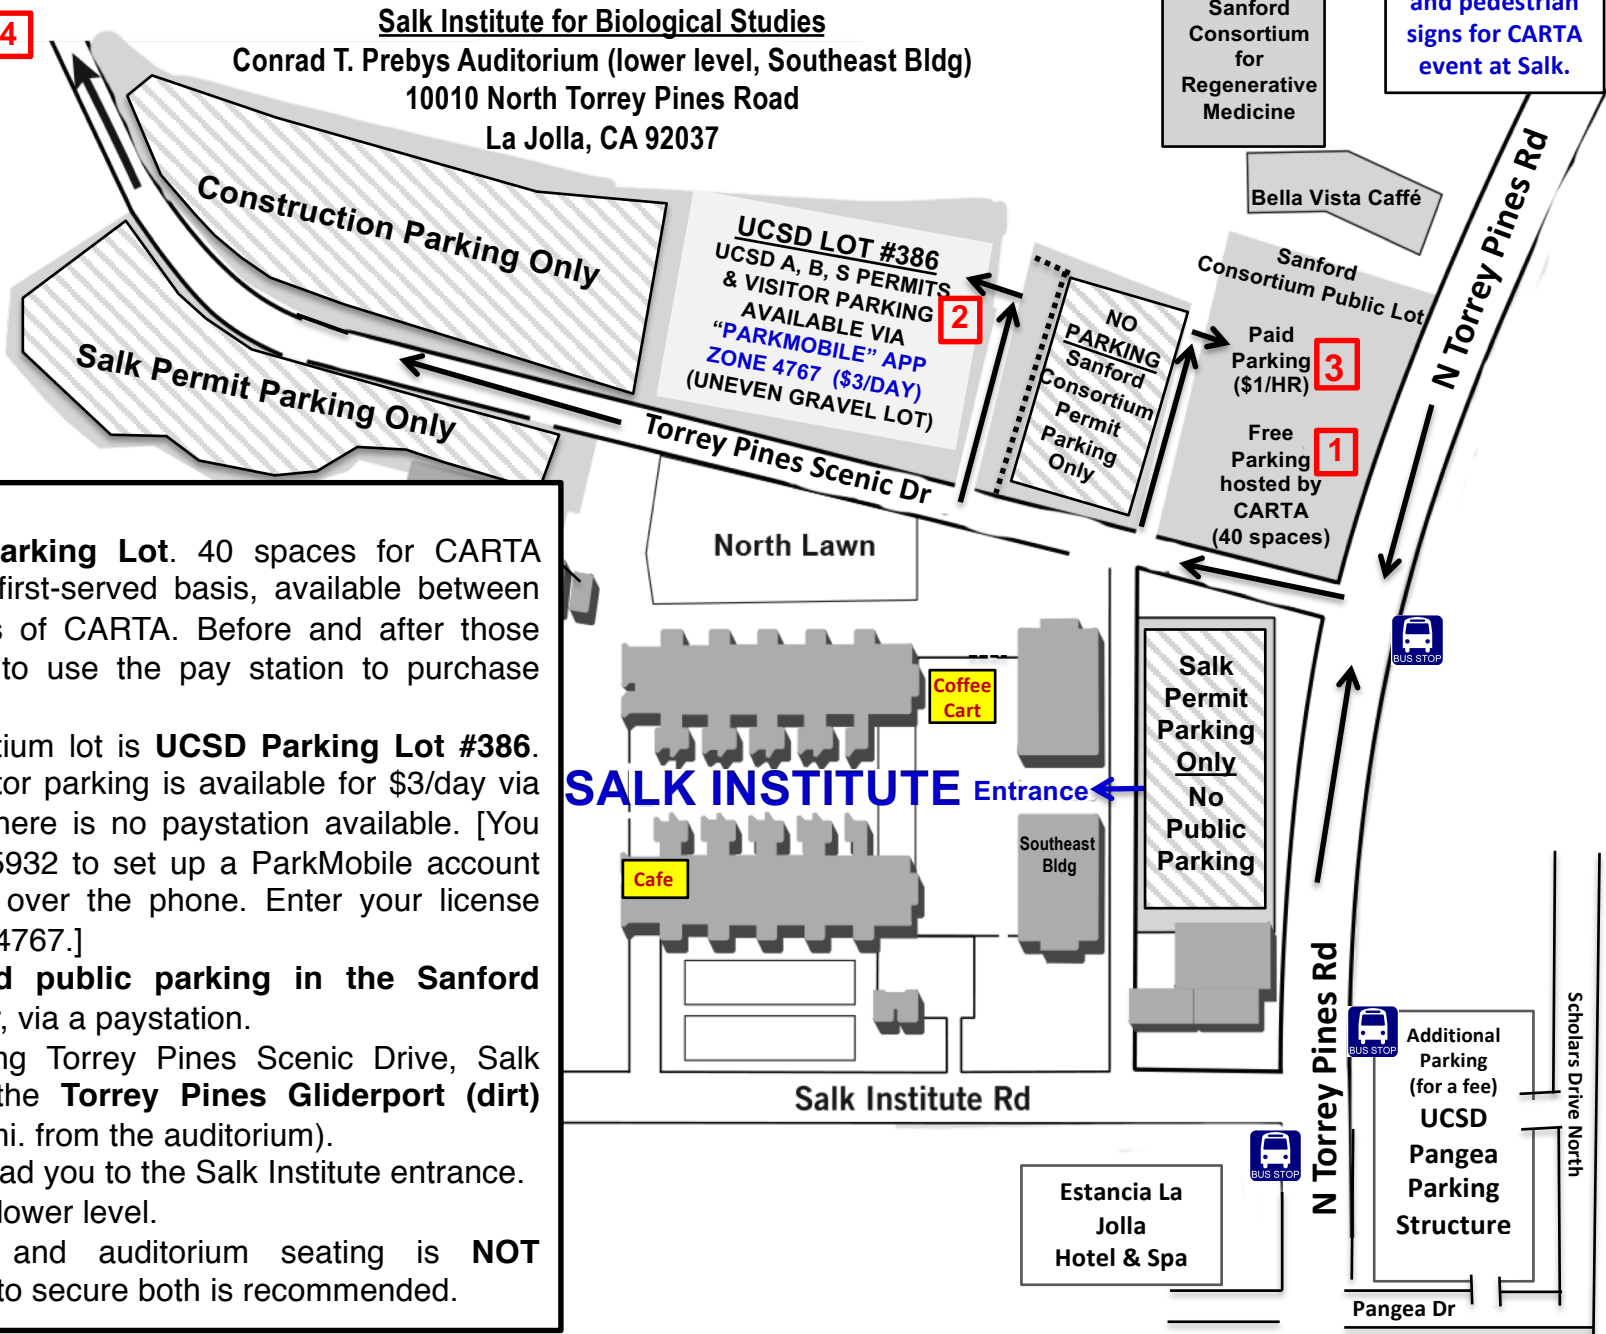 4
Salk Institute for Biological Studies
Conrad T. Prebys Auditorium (lower level, Southeast Bldg)
10010 North Torrey Pines Road
La Jolla, CA 92037
Sanford
Consortium
for
Regenerative
Medicine
and pedestrian
signs for CARTA
event at Salk.
Bella Vista Caffé
N Torrey Pines Rd
Construction Parking Only
Salk Permit Parking Only
UCSD LOT #386
UCSD A, B, S PERMITS
& VISITOR PARKING
AVAILABLE VIA
“PARKMOBILE” APP
ZONE 4767 ($3/DAY)
(UNEVEN GRAVEL LOT)
2
NO
PARKING
Sanford
Consortium
Permit
Parking
Only
Sanford
Consortium Public Lot
Paid
Parking
($1/HR)
3
Free
Parking
hosted by
CARTA
(40 spaces)
1
Torrey Pines Scenic Dr
North Lawn
arking Lot. 40 spaces for CARTA
first-served basis, available between
s of CARTA. Before and after those
to use the pay station to purchase
tium lot is UCSD Parking Lot #386.
tor parking is available for $3/day via
here is no paystation available. [You
5932 to set up a ParkMobile account
over the phone. Enter your license
4767.]
d public parking in the Sanford
, via a paystation.
ng Torrey Pines Scenic Drive, Salk
the Torrey Pines Gliderport (dirt)
mi. from the auditorium).
ad you to the Salk Institute entrance.
lower level.
and auditorium seating is NOT
to secure both is recommended.
Coffee
Cart
SALK INSTITUTE
Entrance
Cafe
Southeast
Bldg
Salk
Permit
Parking
Only
No
Public
Parking
BUS STOP
N Torrey Pines Rd
BUS STOP
BUS STOP
Salk Institute Rd
Estancia La
Jolla
Hotel & Spa
Additional
Parking
(for a fee)
UCSD
Pangea
Parking
Structure
Scholars Drive North
Pangea Dr